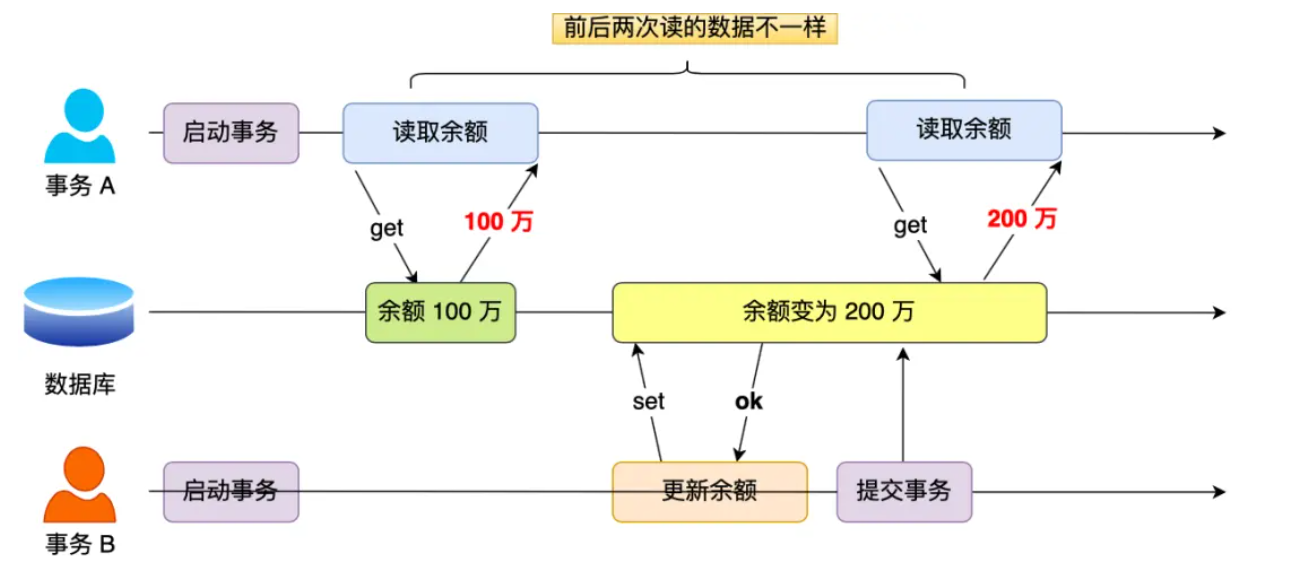 前后两次读的数据不一样
启动事务
读取余额
读取余额
事务 A
get
100 万
get
200 万
余额 100 万
余额变为 200 万
数据库
set
ok
启动事务
更新余额
提交事务
事务 B